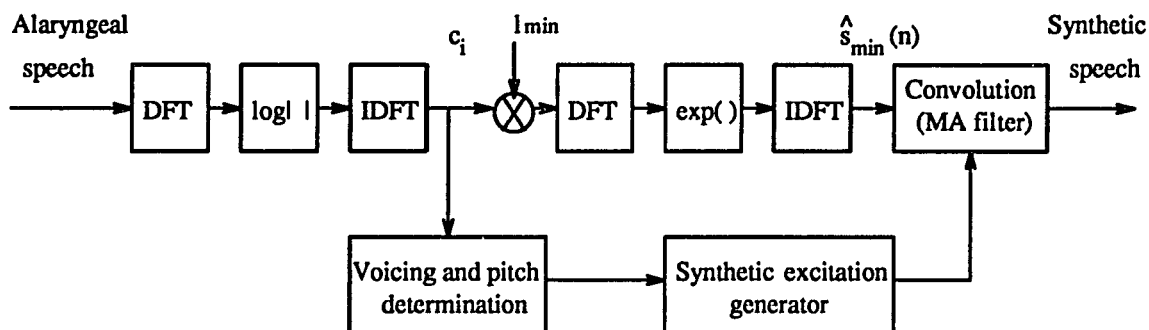 Alaryngeal
speech
DFT
log| |
IDFT
c_i
l_min
DFT
exp( )
IDFT
ŝ_min(n)
Convolution
(MA filter)
Synthetic
speech
Voicing and pitch
determination
Synthetic excitation
generator